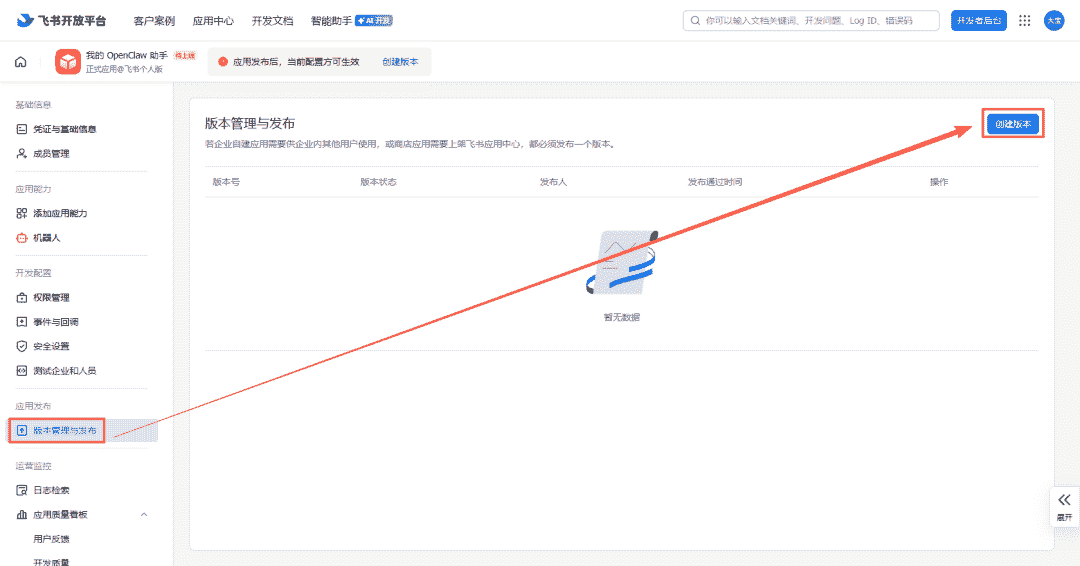 飞书开放平台
客户案例
应用中心
开发文档
智能助手
AI 开发
你可以输入文档关键词、开发问题、Log ID、错误码
开发者后台
大宝
我的 OpenClaw 助手
待上线
正式应用@飞书个人版
应用发布后，当前配置方可生效
创建版本
基础信息
凭证与基础信息
成员管理
应用能力
添加应用能力
机器人
开发配置
权限管理
事件与回调
安全设置
测试企业和人员
应用发布
版本管理与发布
运营监控
日志检索
应用质量看板
用户反馈
开发质量
版本管理与发布
创建版本
若企业自建应用需要供企业内其他用户使用，或商店应用需要上架飞书应用中心，都必须发布一个版本。
版本号
版本状态
发布人
发布通过时间
操作
暂无数据
展开